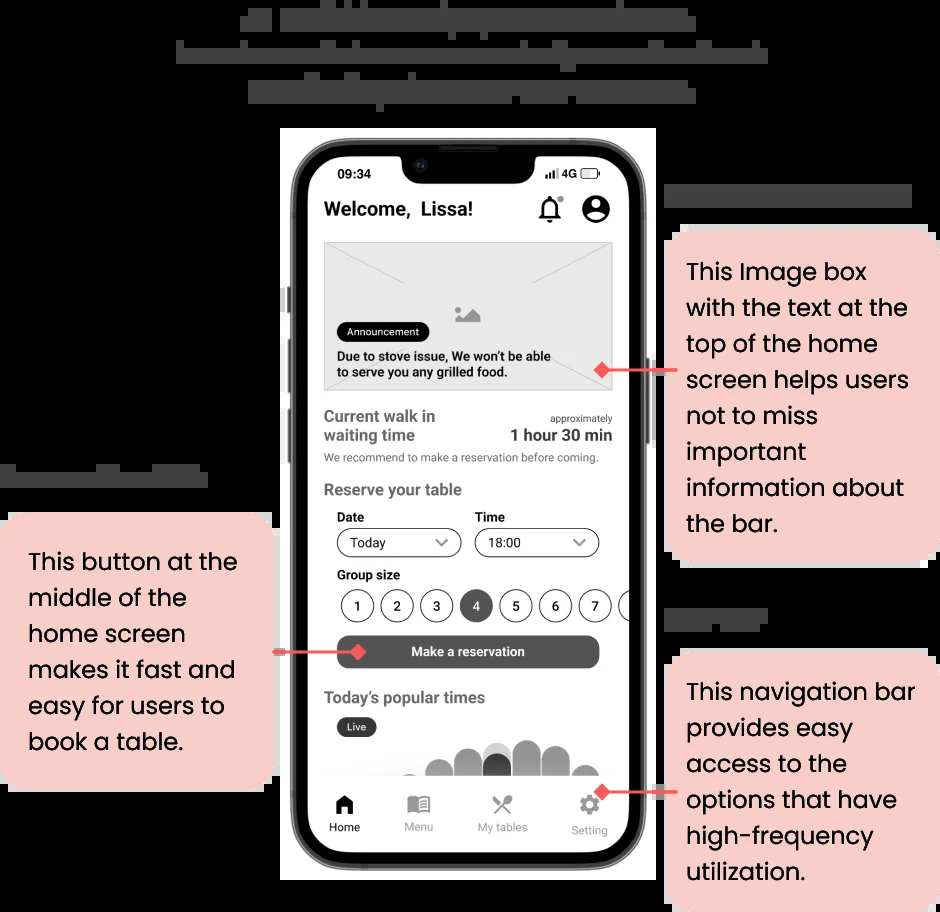 09:34
4G
Welcome, Lissa!
Announcement
Due to stove issue, We won't be able
to serve you any grilled food.
Current walk in
waiting time
approximately
1 hour 30 min
We recommend to make a reservation before coming.
Reserve your table
Date
Time
Today
18:00
Group size
1 2 3 4 5 6 7
Make a reservation
Today's popular times
Live
Home
Menu
My tables
Setting
This Image box
with the text at the
top of the home
screen helps users
not to miss
important
information about
the bar.
This button at the
middle of the
home screen
makes it fast and
easy for users to
book a table.
This navigation bar
provides easy
access to the
options that have
high-frequency
utilization.